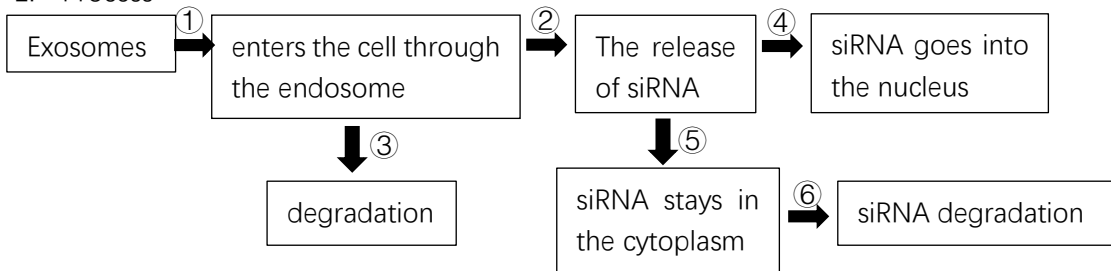 2. Process
①
②
④
Exosomes
enters the cell through
the endosome
The release
of siRNA
siRNA goes into
the nucleus
③
⑤
degradation
siRNA stays in
the cytoplasm
⑥
siRNA degradation